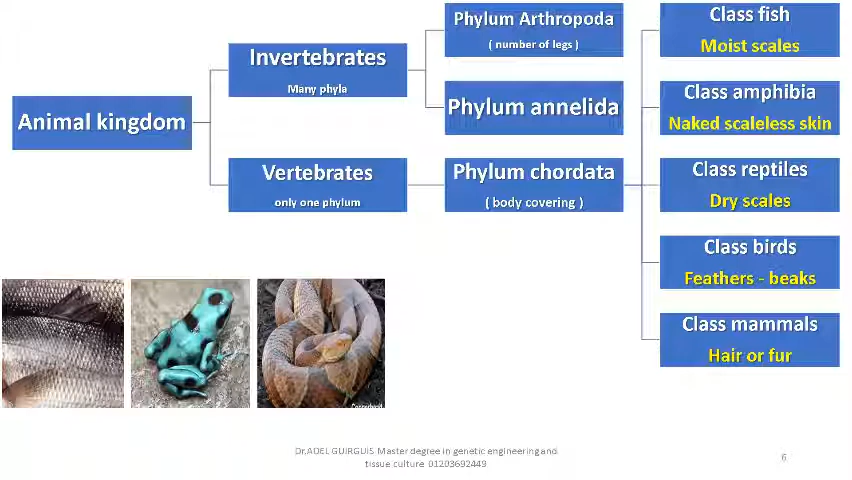 Animal kingdom
Invertebrates
Many phyla
Vertebrates
only one phylum
Phylum Arthropoda
( number of legs )
Phylum annelida
Phylum chordata
( body covering )
Class fish
Moist scales
Class amphibia
Naked scaleless skin
Class reptiles
Dry scales
Class birds
Feathers - beaks
Class mammals
Hair or fur
Copperhead
Dr.ADEL GUIRGUIS Master degree in genetic engineering and
tissue culture 01203692449
6